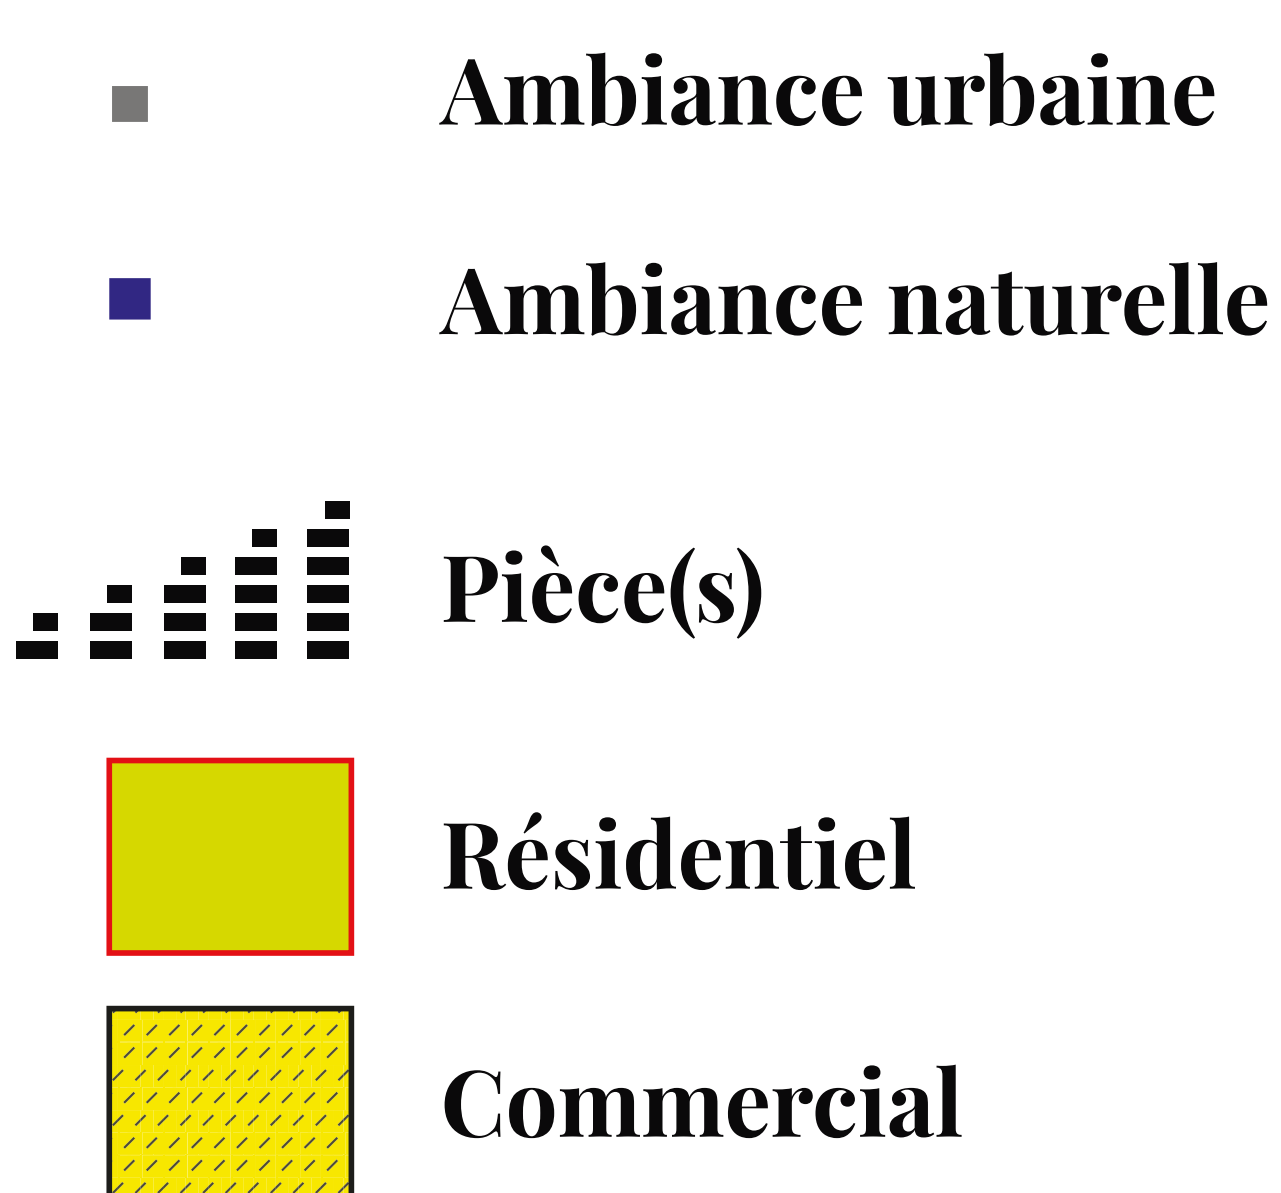 Ambiance urbaine
Ambiance naturelle
Pièce(s)
Résidentiel
Commercial